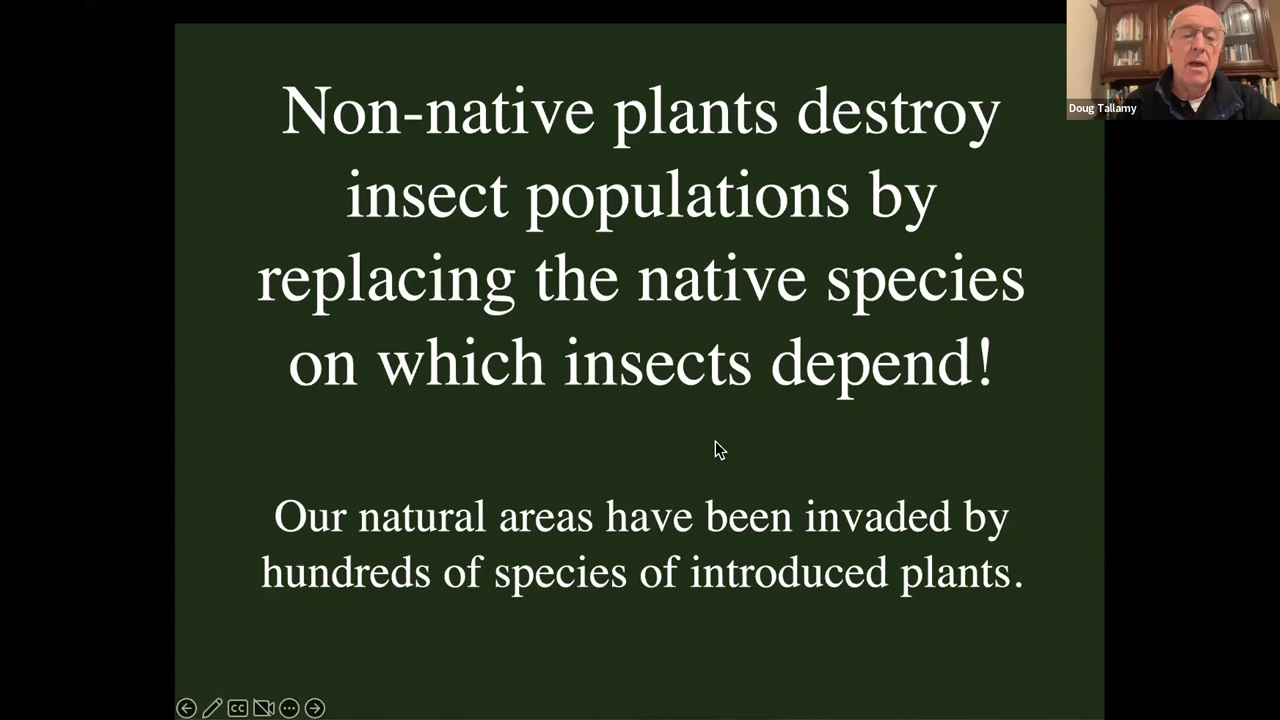 Non-native plants destroy
insect populations by
replacing the native species
on which insects depend!
Our natural areas have been invaded by
hundreds of species of introduced plants.
Doug Tallamy
CC